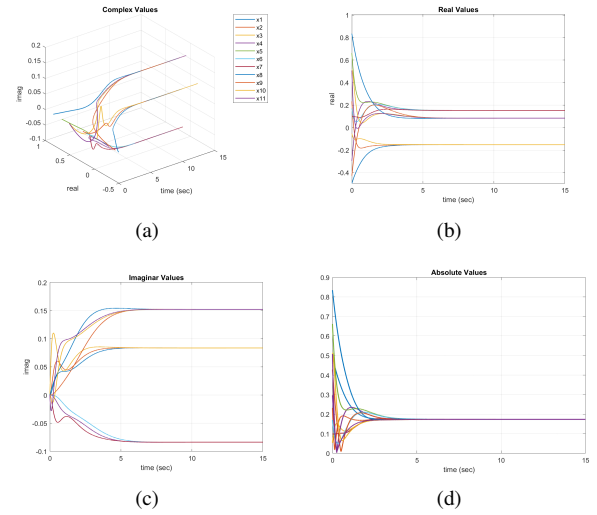 Complex Values
0.2
0.15
0.1
0.05
0
-0.05
-0.1
imag
1
0.5
0
-0.5
real
0
5
10
15
time (sec)
x1
x2
x3
x4
x5
x6
x7
x8
x9
x10
x11
(a)
Real Values
1
0.8
0.6
0.4
0.2
0
-0.2
-0.4
real
0
5
10
15
time (sec)
(b)
Imaginar Values
0.2
0.15
0.1
0.05
0
-0.05
-0.1
imag
0
5
10
15
time (sec)
(c)
Absolute Values
0.9
0.8
0.7
0.6
0.5
0.4
0.3
0.2
0.1
0
0
5
10
15
time (sec)
(d)